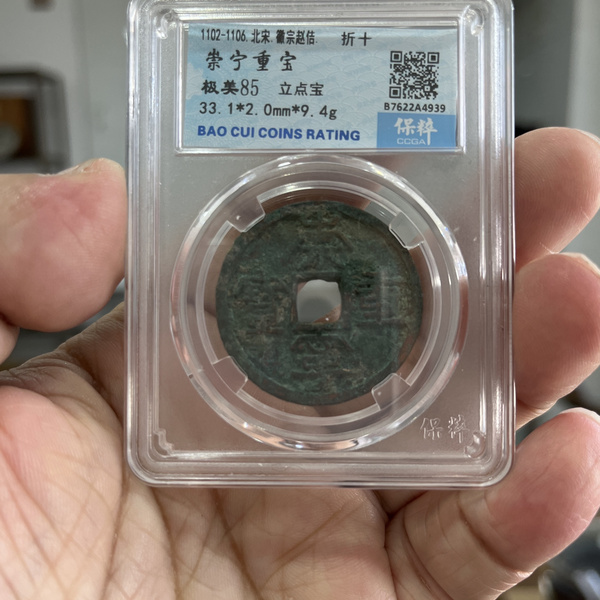 1102-1106.北宋.徽宗赵佶. 折十
崇宁重宝
极美85 立点宝
33.1*2.0mm*9.4g
BAO CUI COINS RATING
B7622A4939
保粹
CCGA
保粹